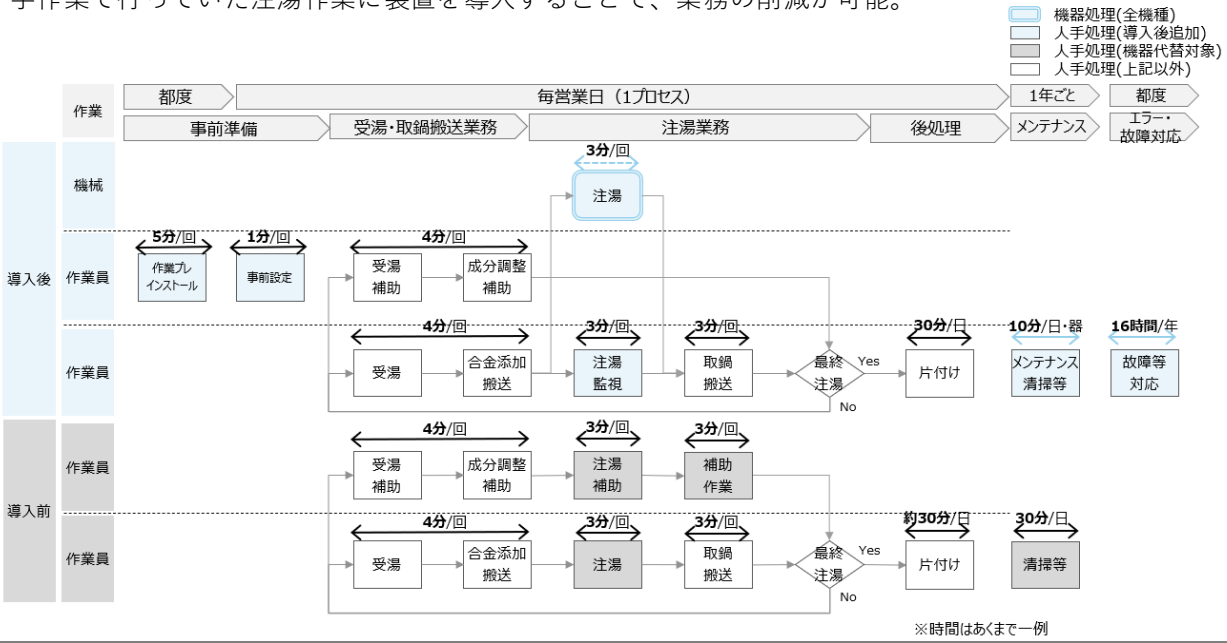 手作業で行っていた注湯作業に装置を導入することで、業務の削減が可能。
機器処理(全機種)
人手処理(導入後追加)
人手処理(機器代替対象)
人手処理(上記以外)
作業
都度
毎営業日（1プロセス）
1年ごと
都度
事前準備
受湯・取鍋搬送業務
注湯業務
後処理
メンテナンス
エラー・
故障対応
導入後
機械
3分/回
注湯
作業員
5分/回
作業プレ
インストール
1分/回
事前設定
4分/回
受湯
補助
成分調整
補助
作業員
4分/回
受湯
合金添加
搬送
3分/回
注湯
監視
3分/回
取鍋
搬送
最終
注湯
Yes
No
30分/日
片付け
10分/日・器
メンテナンス
清掃等
16時間/年
故障等
対応
導入前
作業員
4分/回
受湯
補助
成分調整
補助
3分/回
注湯
補助
3分/回
補助
作業
作業員
4分/回
受湯
合金添加
搬送
3分/回
注湯
3分/回
取鍋
搬送
最終
注湯
Yes
No
約30分/日
片付け
30分/日
清掃等
※時間はあくまで一例